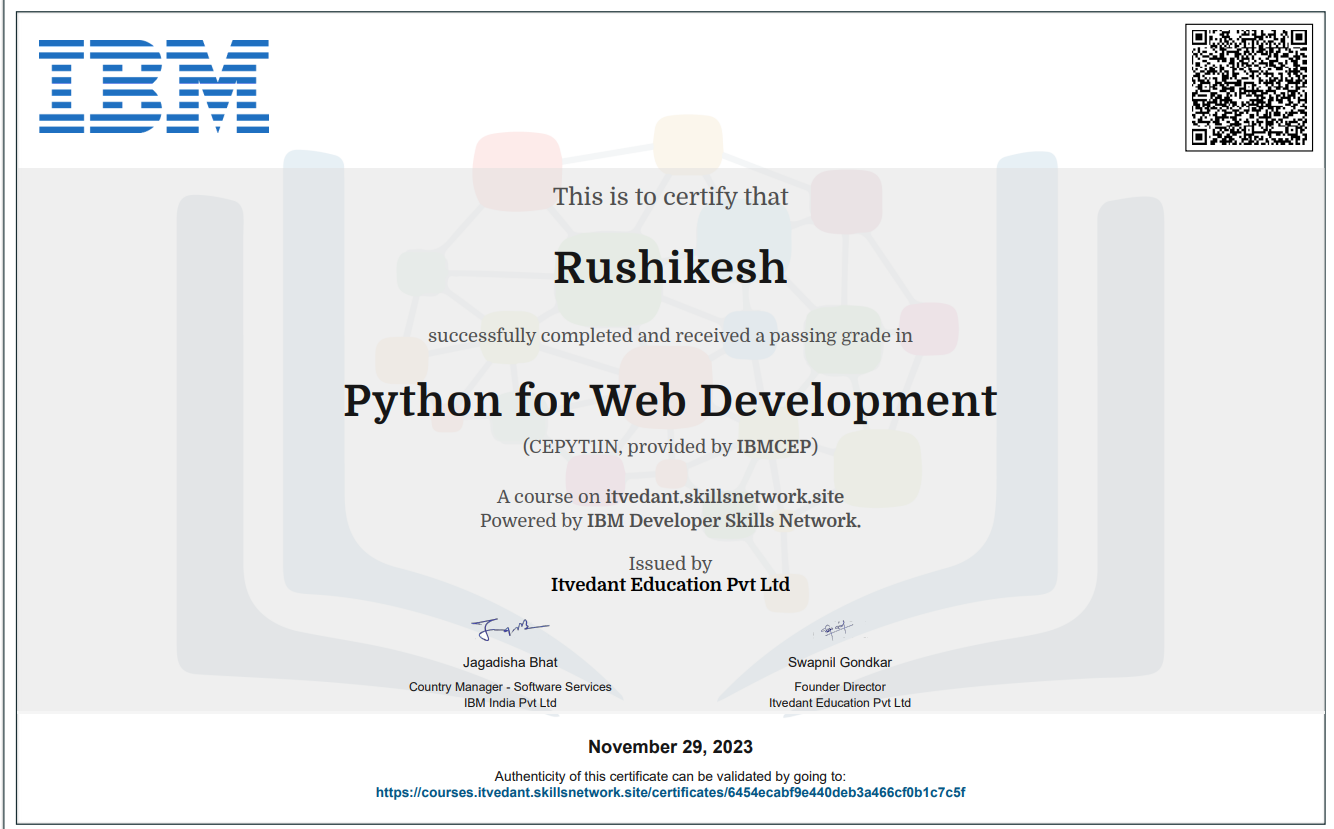 IBM
This is to certify that
Rushikesh
successfully completed and received a passing grade in
Python for Web Development
(CEPYT1IN, provided by IBMCEP)
A course on itvedant.skillsnetwork.site
Powered by IBM Developer Skills Network.
Issued by
Itvedant Education Pvt Ltd
Jagadisha Bhat
Country Manager - Software Services
IBM India Pvt Ltd
Swapnil Gondkar
Founder Director
Itvedant Education Pvt Ltd
November 29, 2023
Authenticity of this certificate can be validated by going to:
https://courses.itvedant.skillsnetwork.site/certificates/6454ecabf9e440deb3a466cf0b1c7c5f